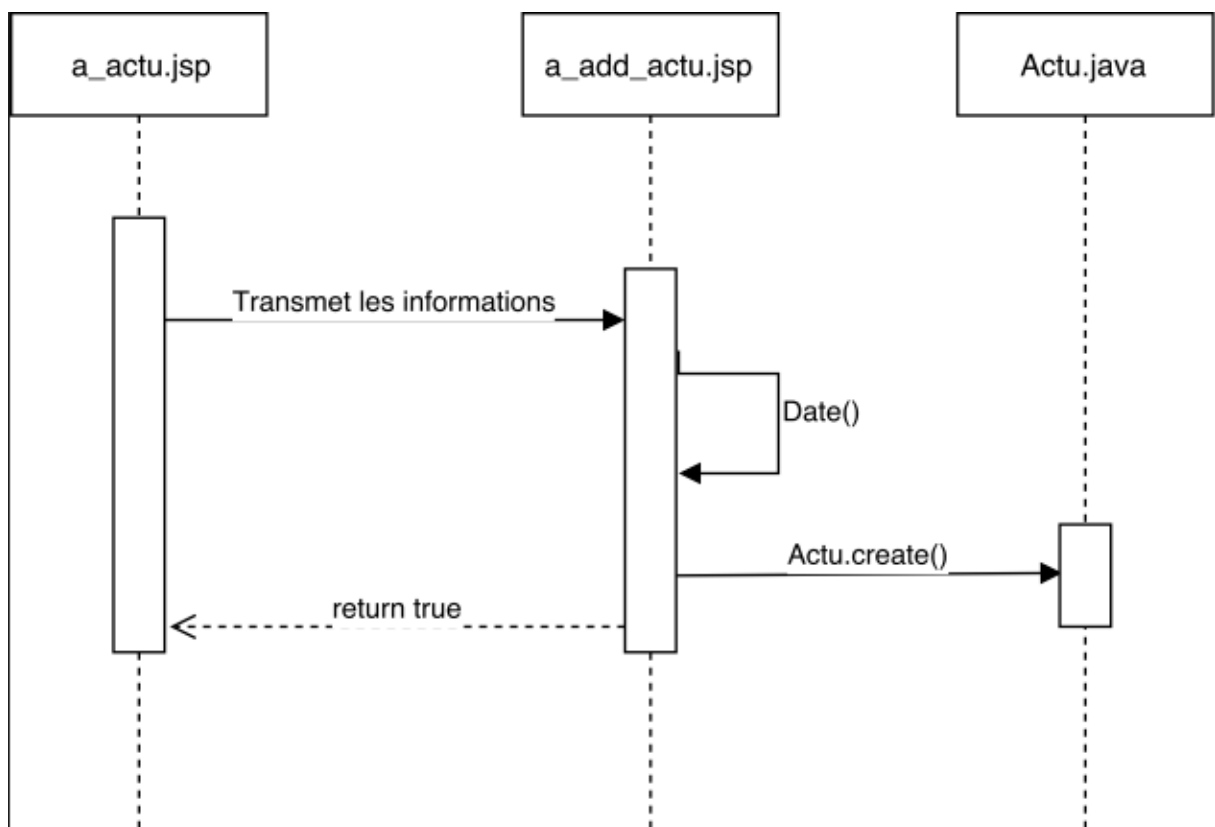 a_actu.jsp
a_add_actu.jsp
Actu.java
Transmet les informations
Date()
Actu.create()
return true